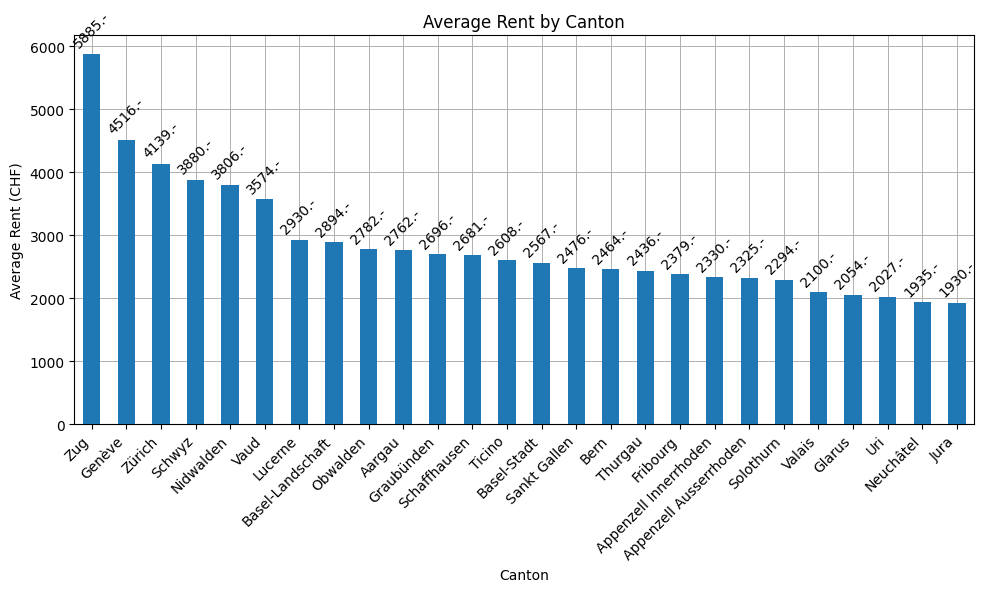 Average Rent by Canton
Average Rent (CHF)
6000
5000
4000
3000
2000
1000
0
5885.-
4516.-
4139.-
3880.-
3806.-
3574.-
2930.-
2894.-
2782.-
2762.-
2696.-
2681.-
2608.-
2567.-
2476.-
2464.-
2436.-
2379.-
2330.-
2325.-
2294.-
2100.-
2054.-
2027.-
1935.-
1930.-
Zug
Genève
Zürich
Schwyz
Nidwalden
Vaud
Lucerne
Basel-Landschaft
Obwalden
Aargau
Graubünden
Schaffhausen
Ticino
Basel-Stadt
Sankt Gallen
Bern
Thurgau
Fribourg
Appenzell Innerrhoden
Appenzell Ausserrhoden
Solothurn
Valais
Glarus
Uri
Neuchâtel
Jura
Canton